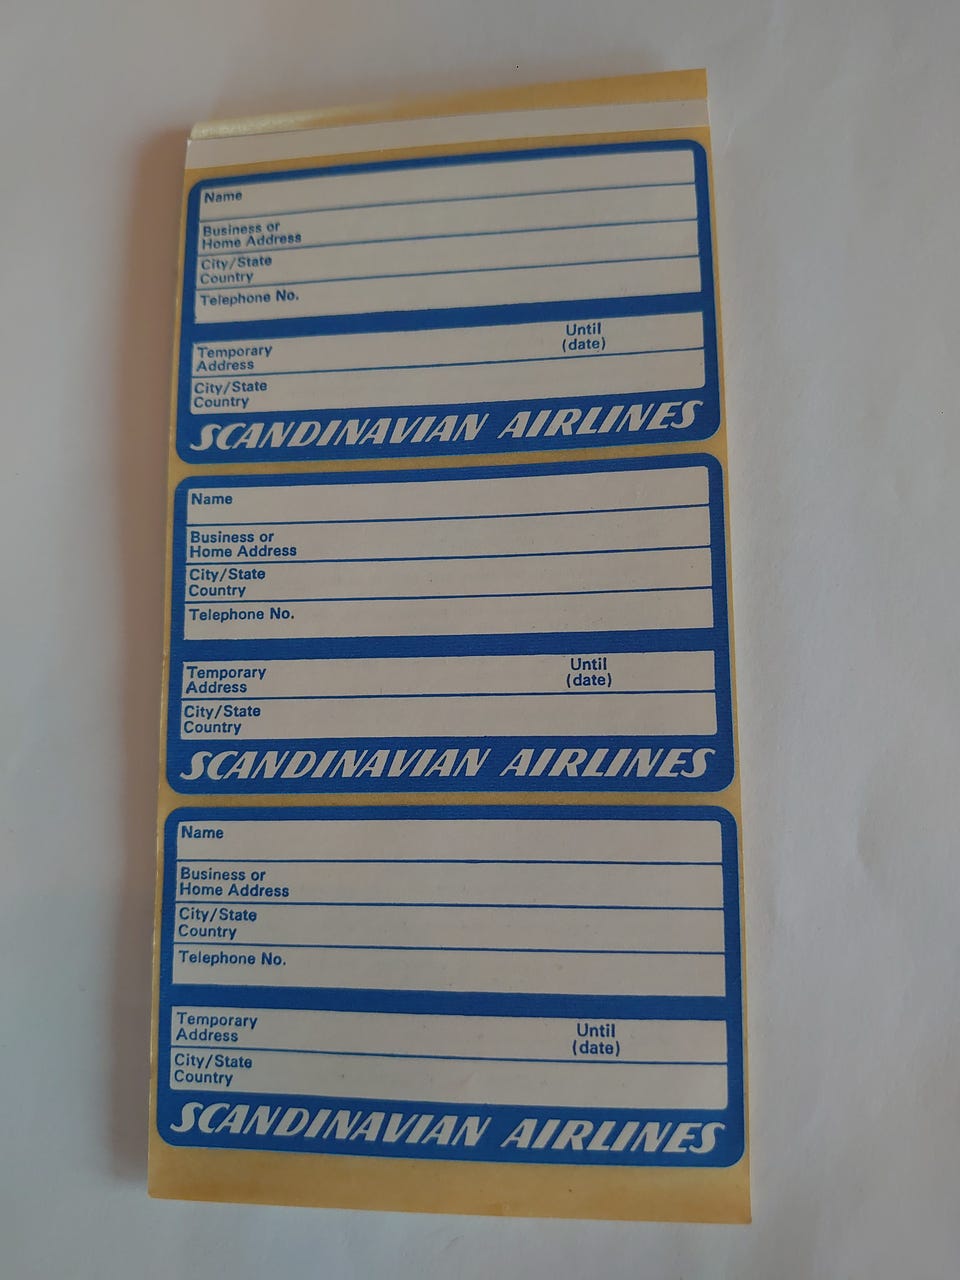 Name
Business or
Home Address
City/State
Country
Telephone No.
Temporary
Address
Until
(date)
City/State
Country
SCANDINAVIAN AIRLINES
Name
Business or
Home Address
City/State
Country
Telephone No.
Temporary
Address
Until
(date)
City/State
Country
SCANDINAVIAN AIRLINES
Name
Business or
Home Address
City/State
Country
Telephone No.
Temporary
Address
Until
(date)
City/State
Country
SCANDINAVIAN AIRLINES